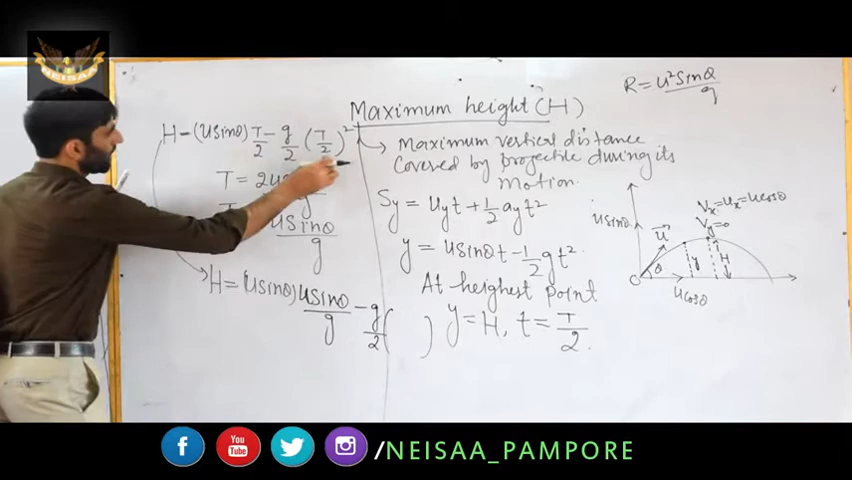 NEISAA
Maximum height (H)
R = u²Sinθ/g
H = (usinθ) T/2 - g/2 (T/2)²
T = 2u
g
usinθ/g
H = (usinθ) usinθ/g - g/2 ( )
Maximum vertical distance
Covered by projectile during its
Motion.
Sy = uyt + 1/2 ayt²
y = usinθt - 1/2 gt²
At heighest point
y = H, t = T/2.
Vx = ux = ucosθ
Vy = 0
usinθ
u
θ
y
H
O
ucosθ
/NEISAA_PAMPORE